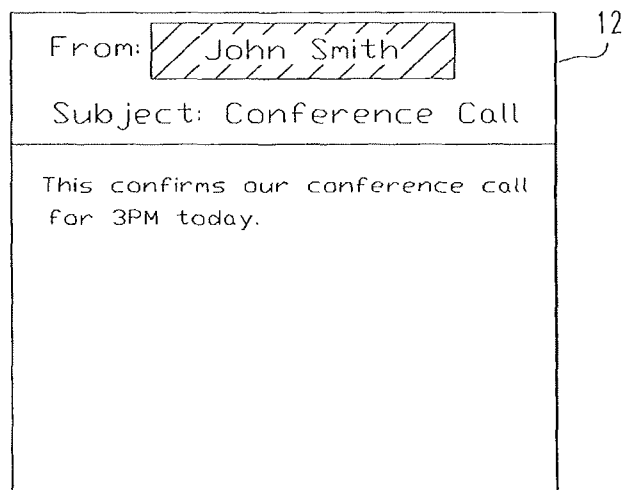 12
From: John Smith
Subject: Conference Call
This confirms our conference call
for 3PM today.